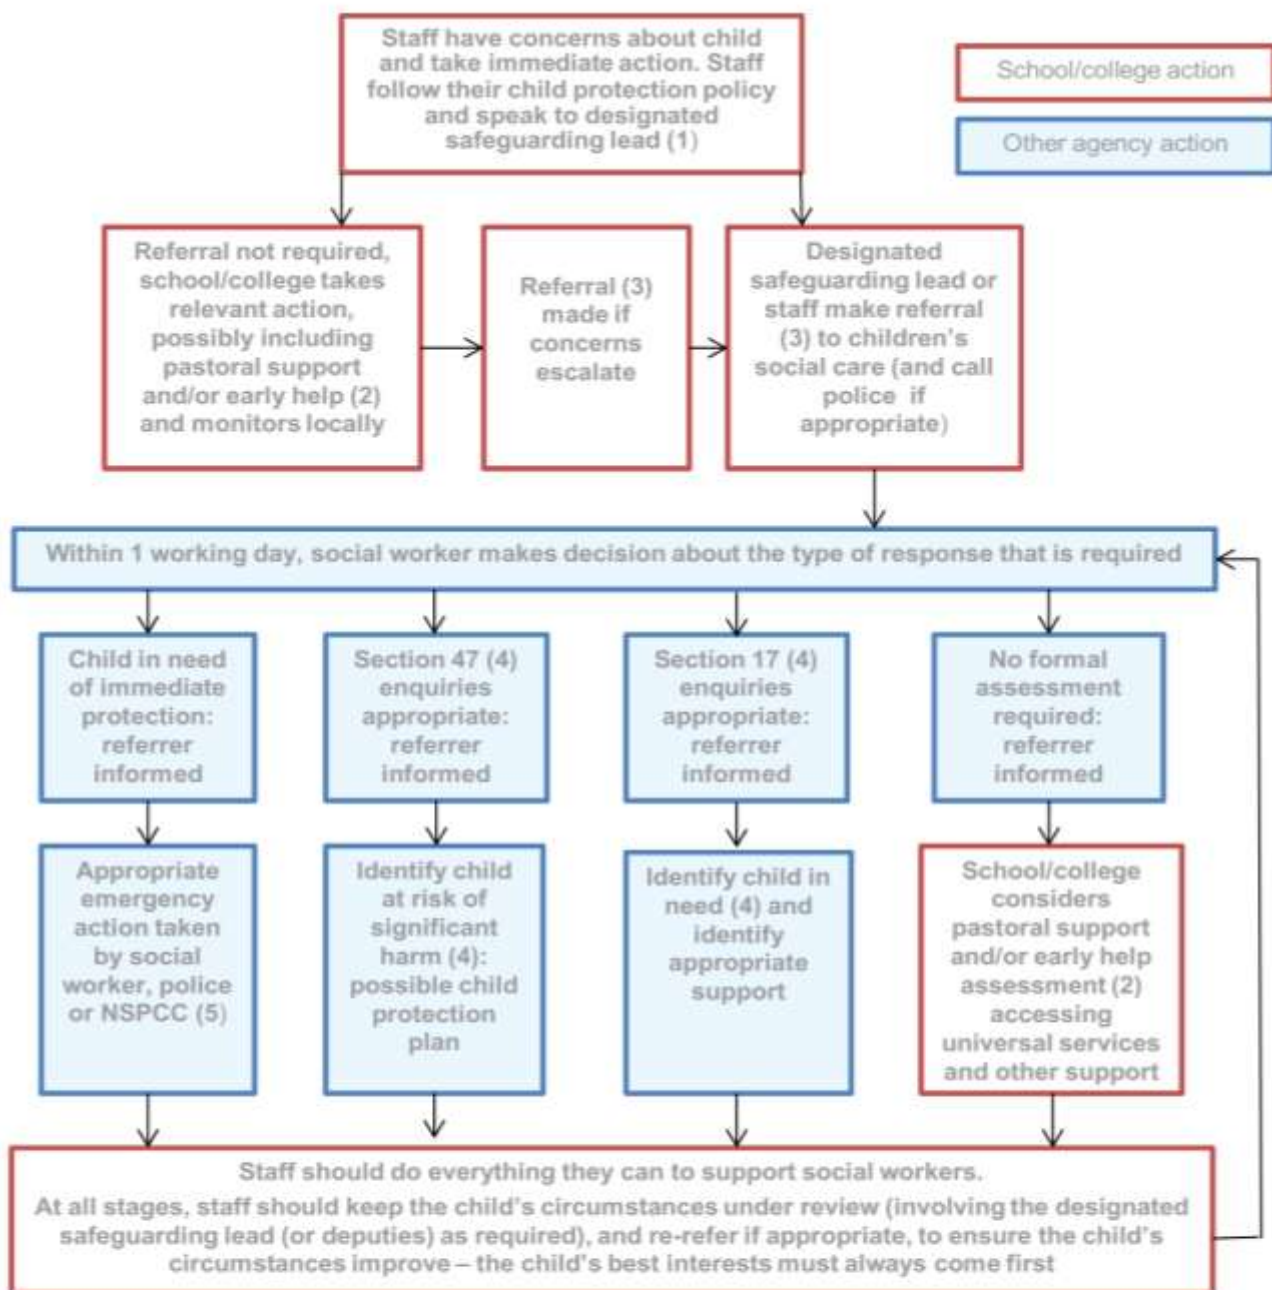 Staff have concerns about child
and take immediate action. Staff
follow their child protection policy
and speak to designated
safeguarding lead (1)
School/college action
Other agency action
Referral not required,
school/college takes
relevant action,
possibly including
pastoral support
and/or early help (2)
and monitors locally
Referral (3)
made if
concerns
escalate
Designated
safeguarding lead or
staff make referral
(3) to children's
social care (and call
police if
appropriate)
Within 1 working day, social worker makes decision about the type of response that is required
Child in need
of immediate
protection:
referrer
informed
Section 47 (4)
enquiries
appropriate:
referrer
informed
Section 17 (4)
enquiries
appropriate:
referrer
informed
No formal
assessment
required:
referrer
informed
Appropriate
emergency
action taken
by social
worker, police
or NSPCC (5)
Identify child
at risk of
significant
harm (4):
possible child
protection
plan
Identify child in
need (4) and
identify
appropriate
support
School/college
considers
pastoral support
and/or early help
assessment (2)
accessing
universal services
and other support
Staff should do everything they can to support social workers.
At all stages, staff should keep the child's circumstances under review (involving the designated
safeguarding lead (or deputies) as required), and re-refer if appropriate, to ensure the child's
circumstances improve – the child's best interests must always come first